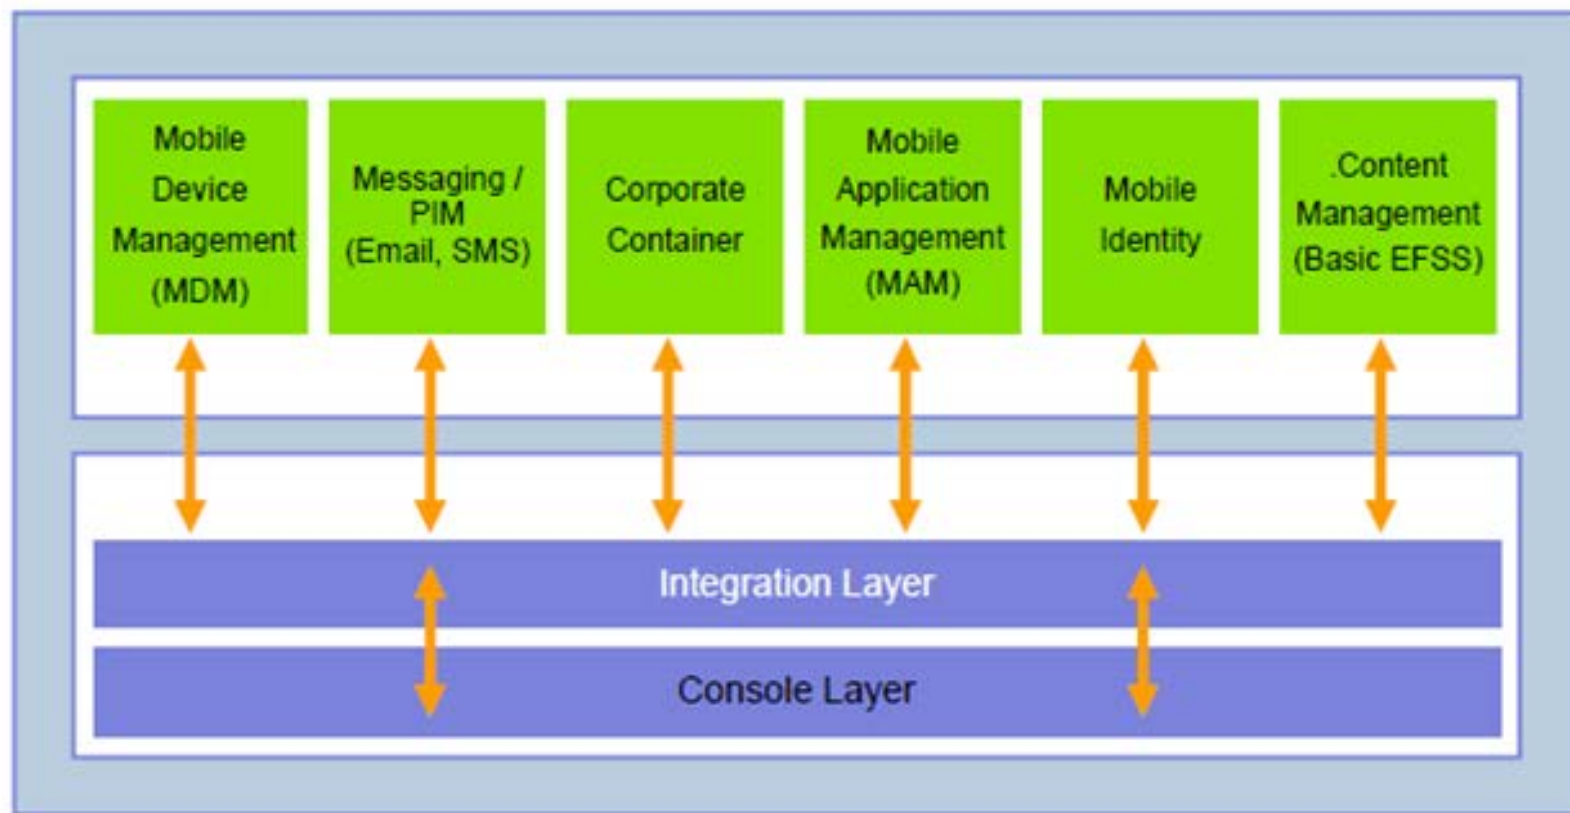 Mobile
Device
Management
(MDM)
Messaging /
PIM
(Email, SMS)
Corporate
Container
Mobile
Application
Management
(MAM)
Mobile
Identity
.Content
Management
(Basic EFSS)
Integration Layer
Console Layer